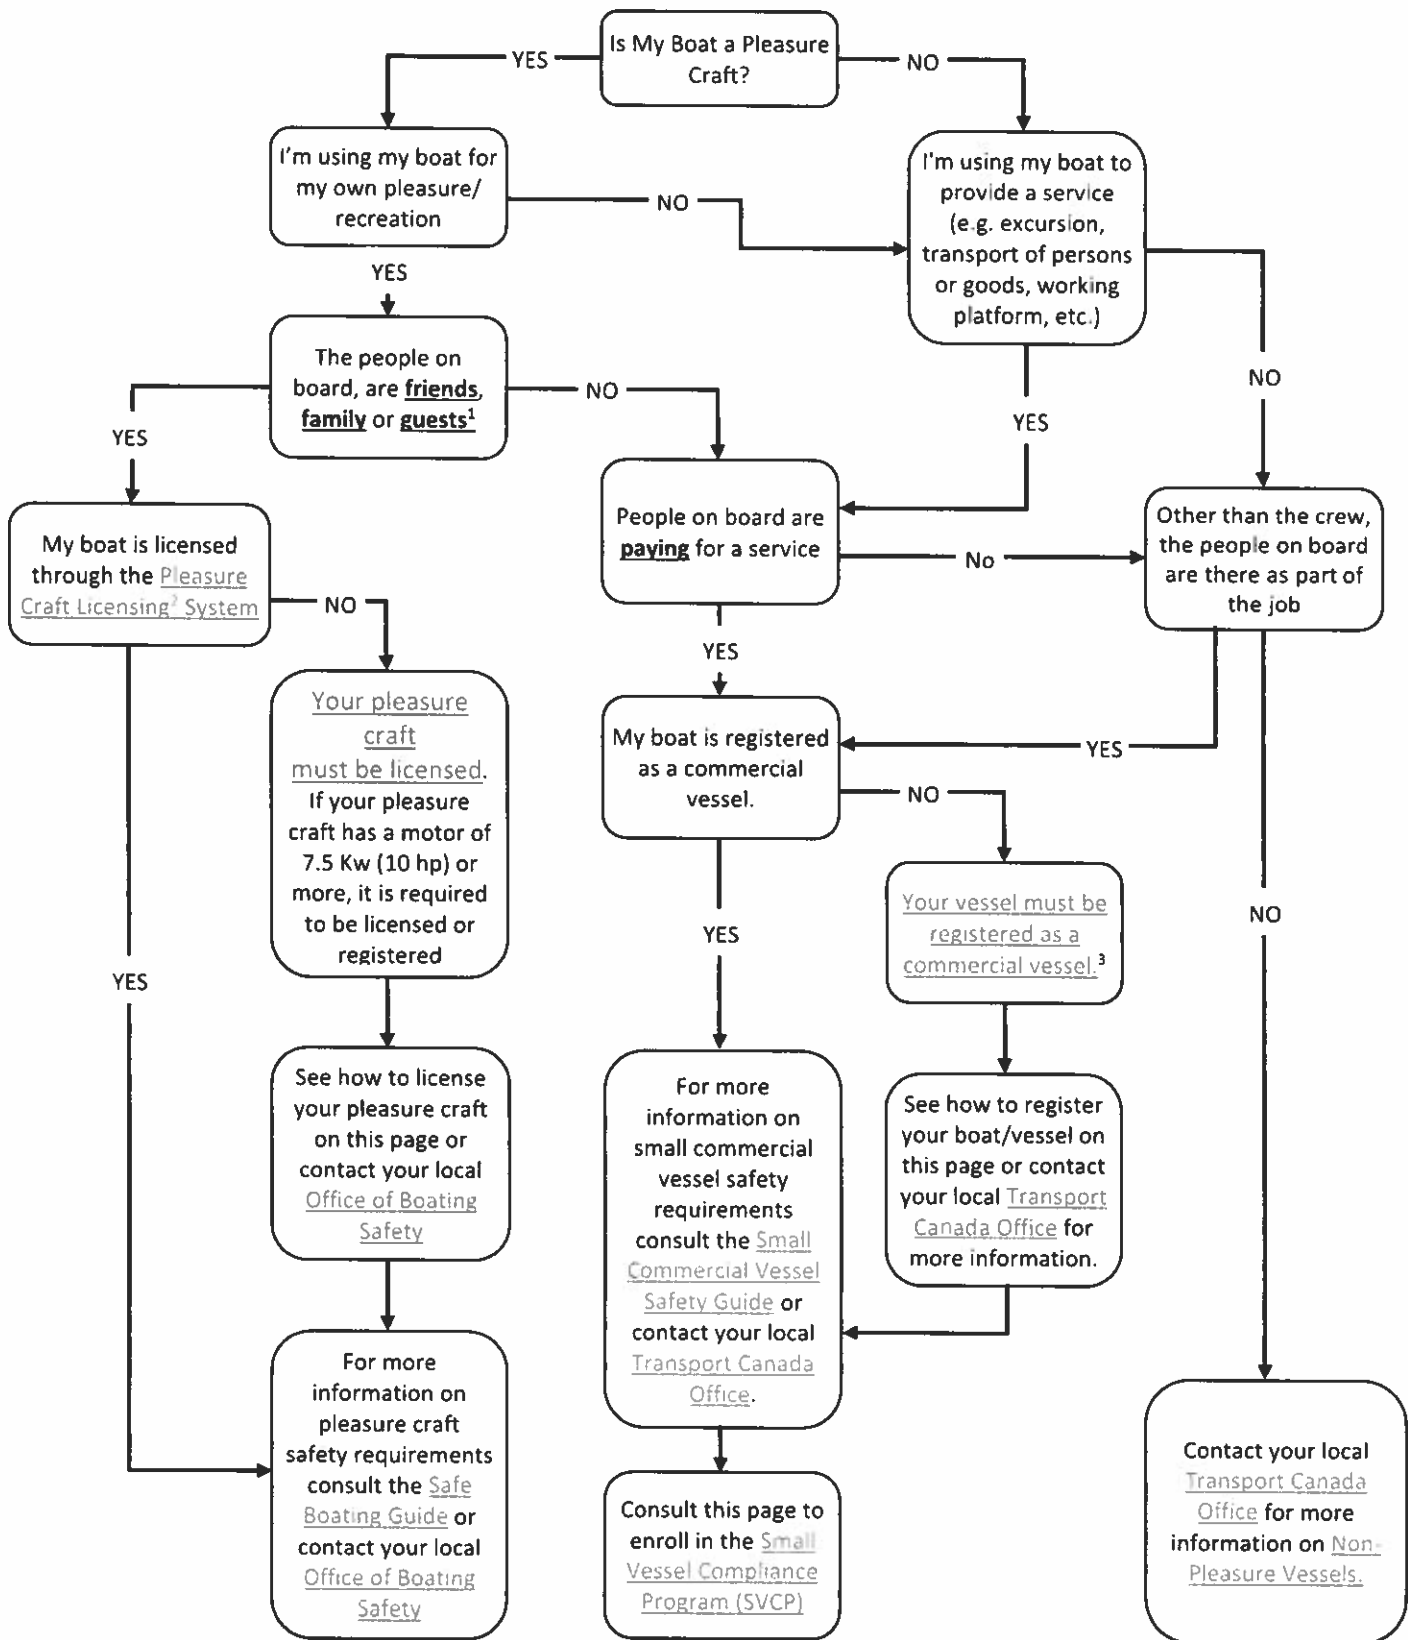 Is My Boat a Pleasure
Craft?
YES
NO
I'm using my boat for
my own pleasure/
recreation
I'm using my boat to
provide a service
(e.g. excursion,
transport of persons
or goods, working
platform, etc.)
NO
YES
NO
The people on
board, are friends,
family or guests¹
NO
YES
YES
People on board are
paying for a service
No
Other than the crew,
the people on board
are there as part of
the job
My boat is licensed
through the Pleasure
Craft Licensing² System
NO
YES
YES
NO
Your pleasure
craft
must be licensed.
If your pleasure
craft has a motor of
7.5 Kw (10 hp) or
more, it is required
to be licensed or
registered
My boat is registered
as a commercial
vessel.
NO
YES
Your vessel must be
registered as a
commercial vessel.³
YES
See how to license
your pleasure craft
on this page or
contact your local
Office of Boating
Safety
For more
information on
small commercial
vessel safety
requirements
consult the Small
Commercial Vessel
Safety Guide or
contact your local
Transport Canada
Office.
See how to register
your boat/vessel on
this page or contact
your local Transport
Canada Office for
more information.
For more
information on
pleasure craft
safety requirements
consult the Safe
Boating Guide or
contact your local
Office of Boating
Safety
Consult this page to
enroll in the Small
Vessel Compliance
Program (SVCP)
Contact your local
Transport Canada
Office for more
information on Non-
Pleasure Vessels.